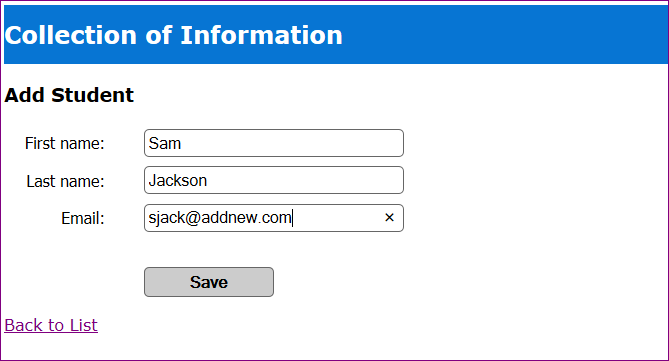 Collection of Information
Add Student
First name: Sam
Last name: Jackson
Email: sjack@addnew.com
Save
Back to List